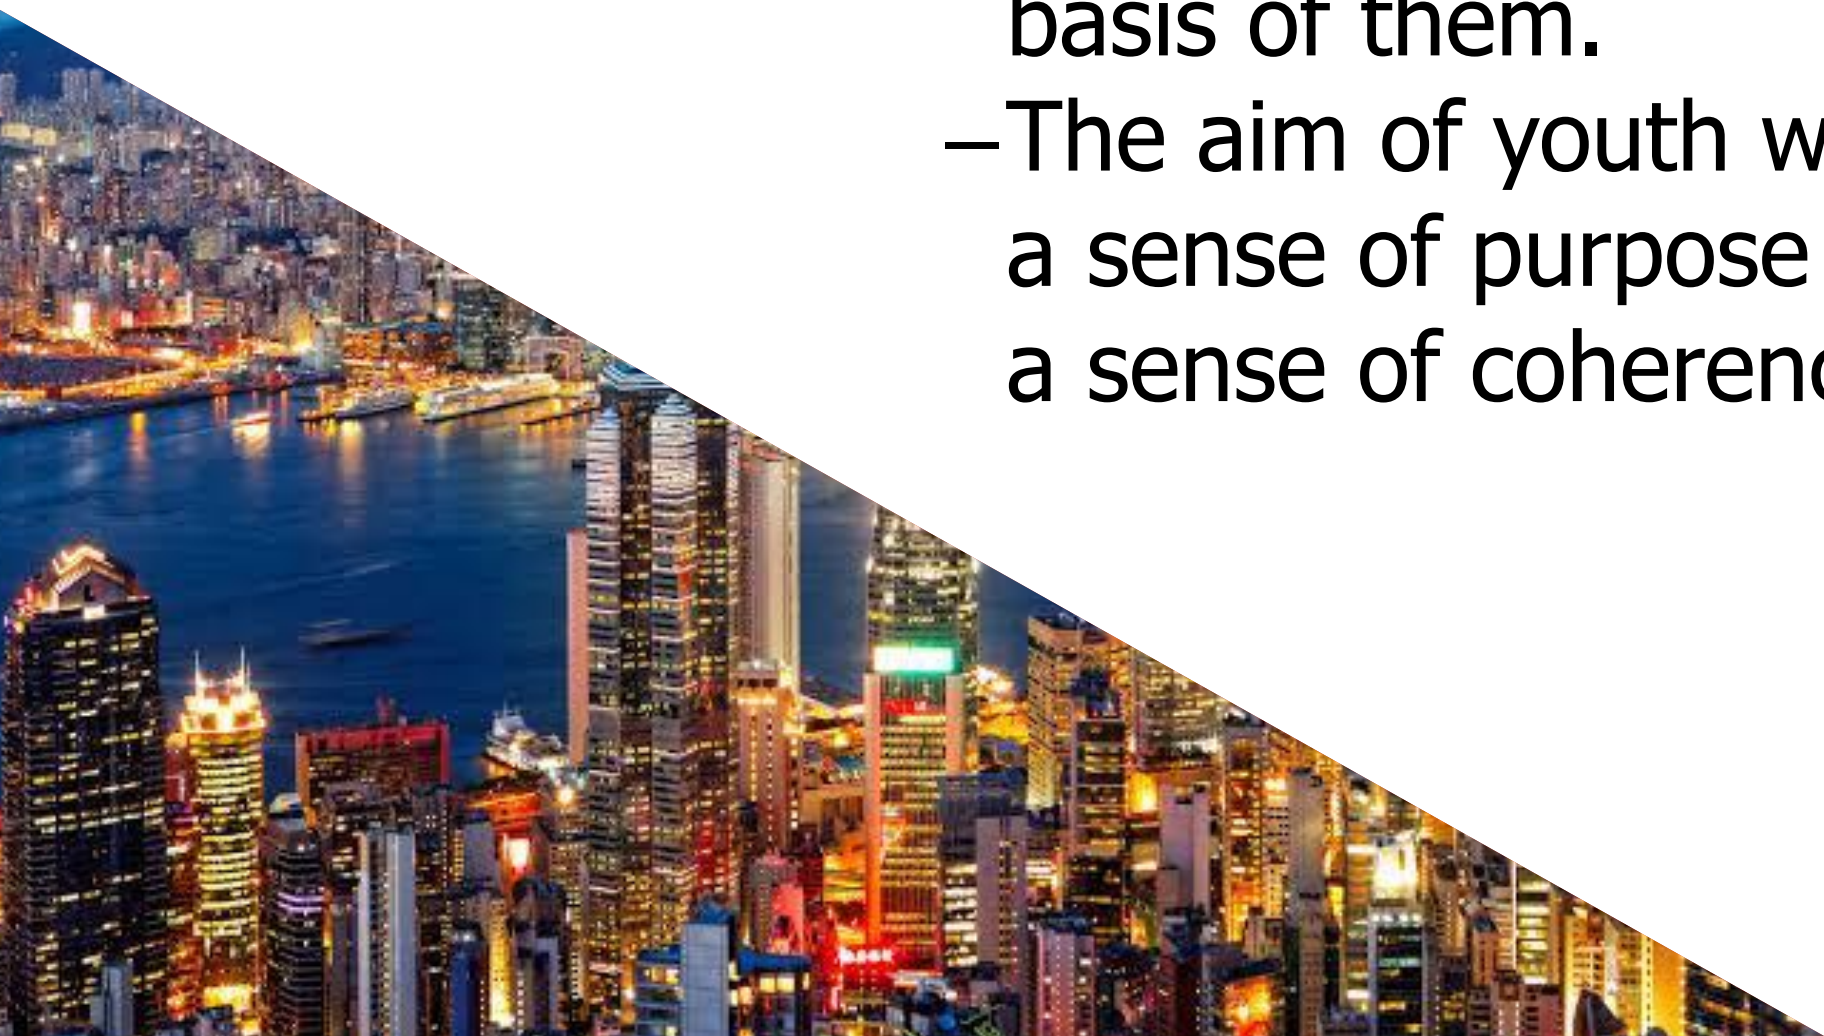 basis of them.
–The aim of youth w
a sense of purpose
a sense of coherenc